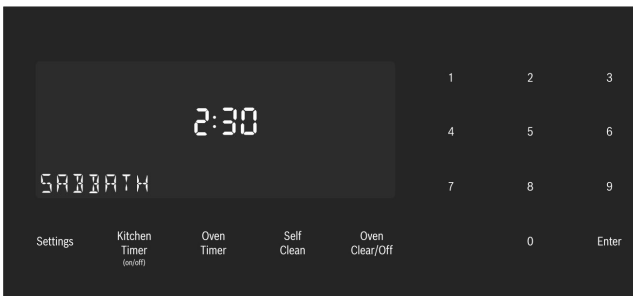 2:30
SABBATH
1 2 3
4 5 6
7 8 9
0 Enter
Settings
Kitchen
Timer
(on/off)
Oven
Timer
Self
Clean
Oven
Clear/Off